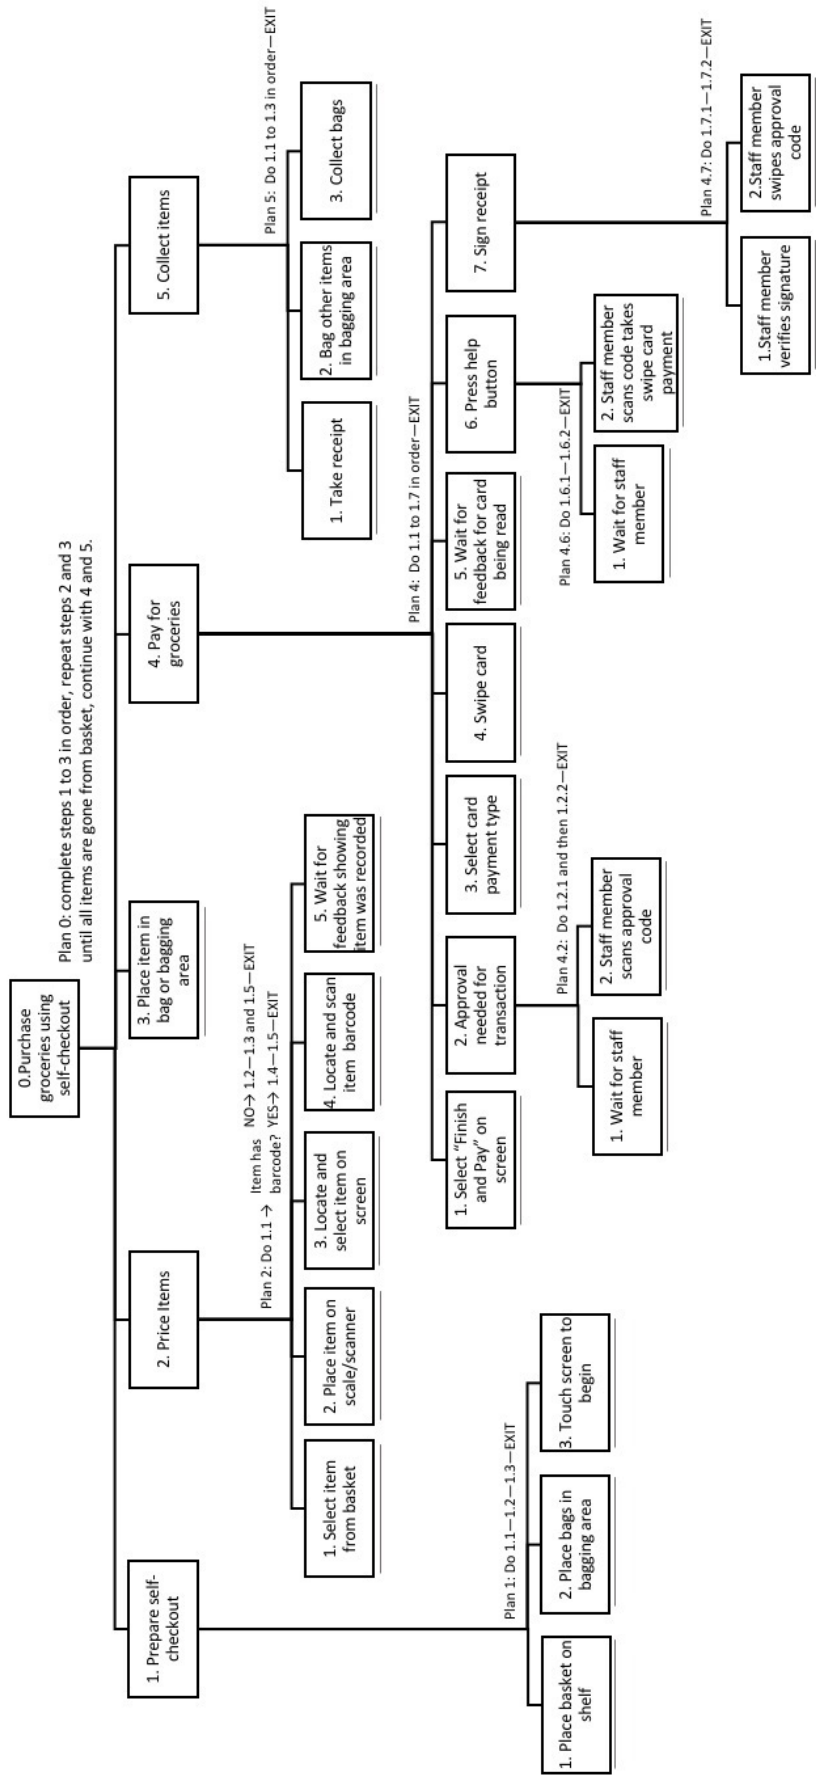 0.Purchase
groceries using
self-checkout
Plan 0: complete steps 1 to 3 in order, repeat steps 2 and 3
until all items are gone from basket, continue with 4 and 5.
1. Prepare self-
checkout
2. Price Items
3. Place item in
bag or bagging
area
4. Pay for
groceries
5. Collect items
Plan 1: Do 1.1—1.2—1.3—EXIT
1. Place basket on
shelf
2. Place bags in
bagging area
3. Touch screen to
begin
Plan 2: Do 1.1 → Item has barcode?
NO→ 1.2—1.3 and 1.5—EXIT
YES→ 1.4—1.5—EXIT
1. Select item
from basket
2. Place item on
scale/scanner
3. Locate and
select item on
screen
4. Locate and scan
item barcode
5. Wait for
feedback showing
item was recorded
Plan 4: Do 1.1 to 1.7 in order—EXIT
1. Select “Finish
and Pay” on
screen
2. Approval
needed for
transaction
3. Select card
payment type
4. Swipe card
5. Wait for
feedback for card
being read
6. Press help
button
7. Sign receipt
Plan 4.2: Do 1.2.1 and then 1.2.2—EXIT
1. Wait for staff
member
2. Staff member
scans approval
code
Plan 4.6: Do 1.6.1—1.6.2—EXIT
1. Wait for staff
member
2. Staff member
scans code takes
swipe card
payment
Plan 4.7: Do 1.7.1—1.7.2—EXIT
1.Staff member
verifies signature
2.Staff member
swipes approval
code
Plan 5: Do 1.1 to 1.3 in order—EXIT
1. Take receipt
2. Bag other items
in bagging area
3. Collect bags